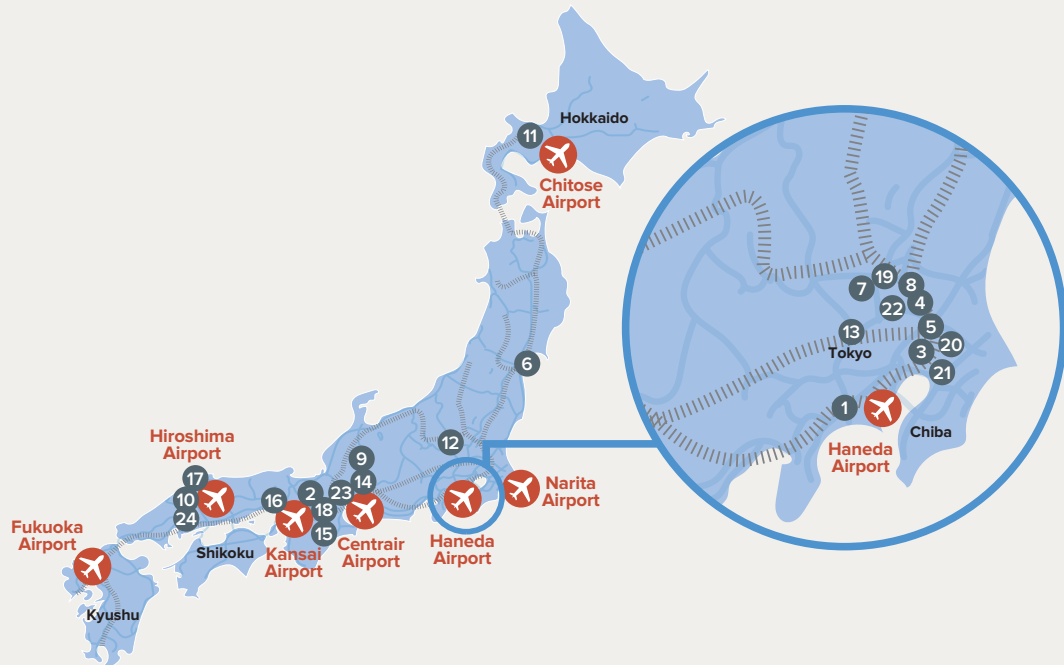 Hokkaido
11
Chitose
Airport
6
12
9
14
Hiroshima
Airport
17
10
24
16
2
23
18
15
Fukuoka
Airport
Shikoku
Kansai
Airport
Centrair
Airport
Haneda
Airport
Narita
Airport
Kyushu
19
7
8
22
4
13
5
Tokyo
3
20
21
1
Haneda
Airport
Chiba